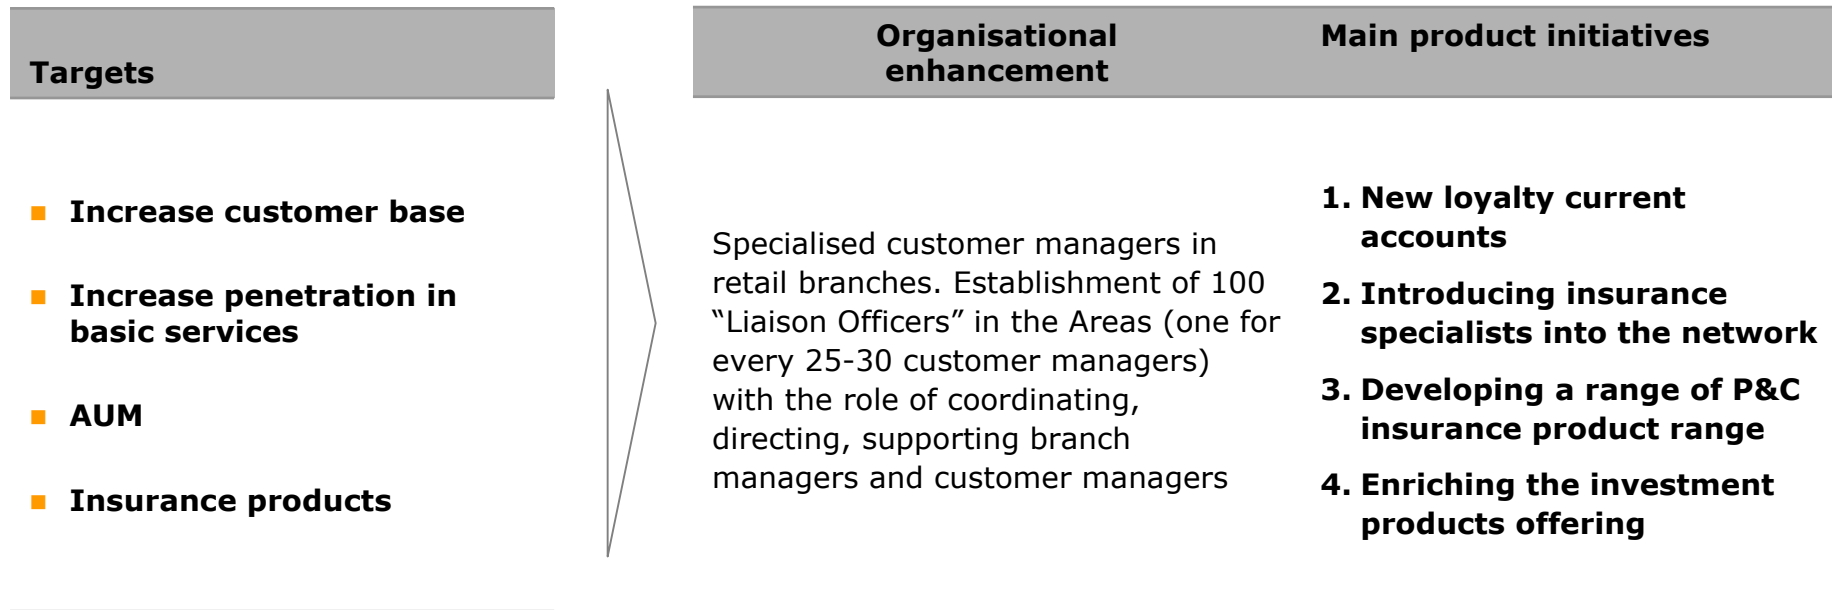 Targets
Increase customer base
Increase penetration in
basic services
AUM
Insurance products
Organisational
enhancement
Specialised customer managers in
retail branches. Establishment of 100
“Liaison Officers” in the Areas (one for
every 25-30 customer managers)
with the role of coordinating,
directing, supporting branch
managers and customer managers
Main product initiatives
1. New loyalty current
accounts
2. Introducing insurance
specialists into the network
3. Developing a range of P&C
insurance product range
4. Enriching the investment
products offering